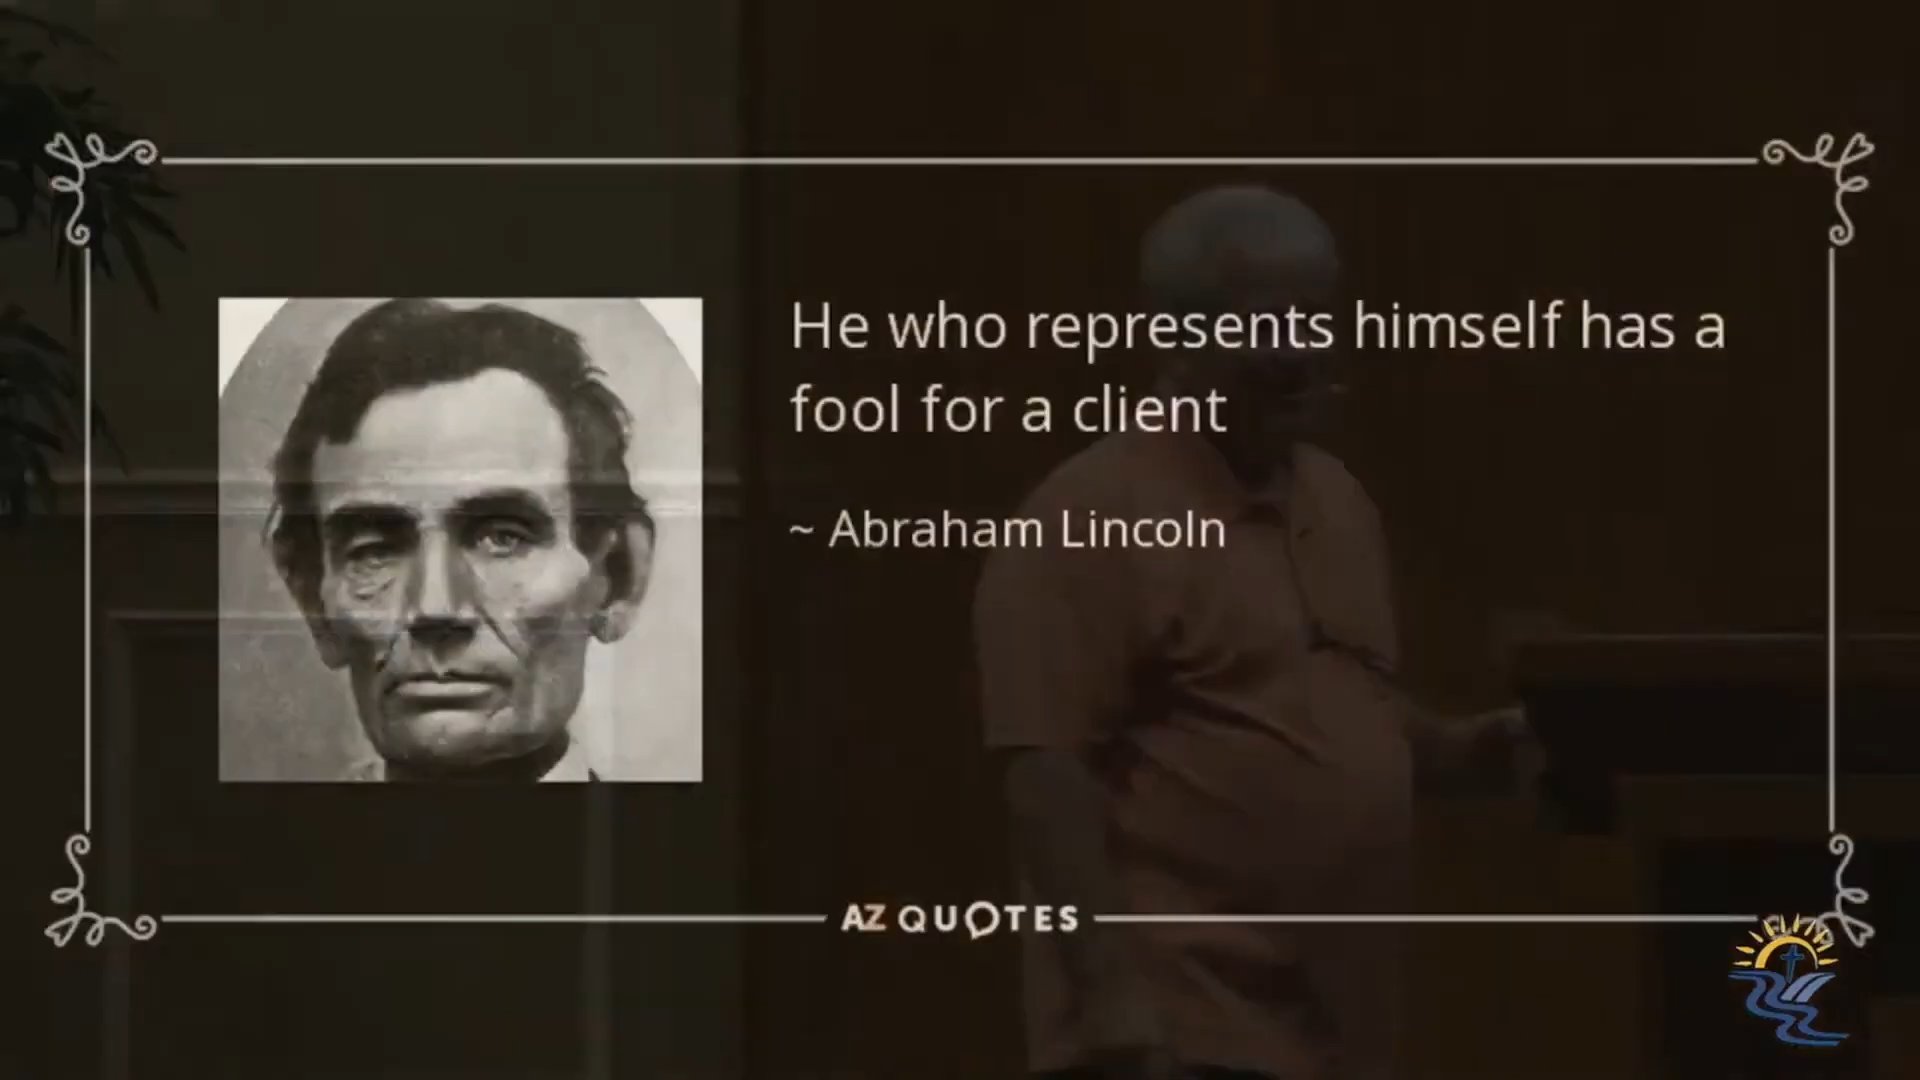 He who represents himself has a
fool for a client
~ Abraham Lincoln
AZ QUOTES